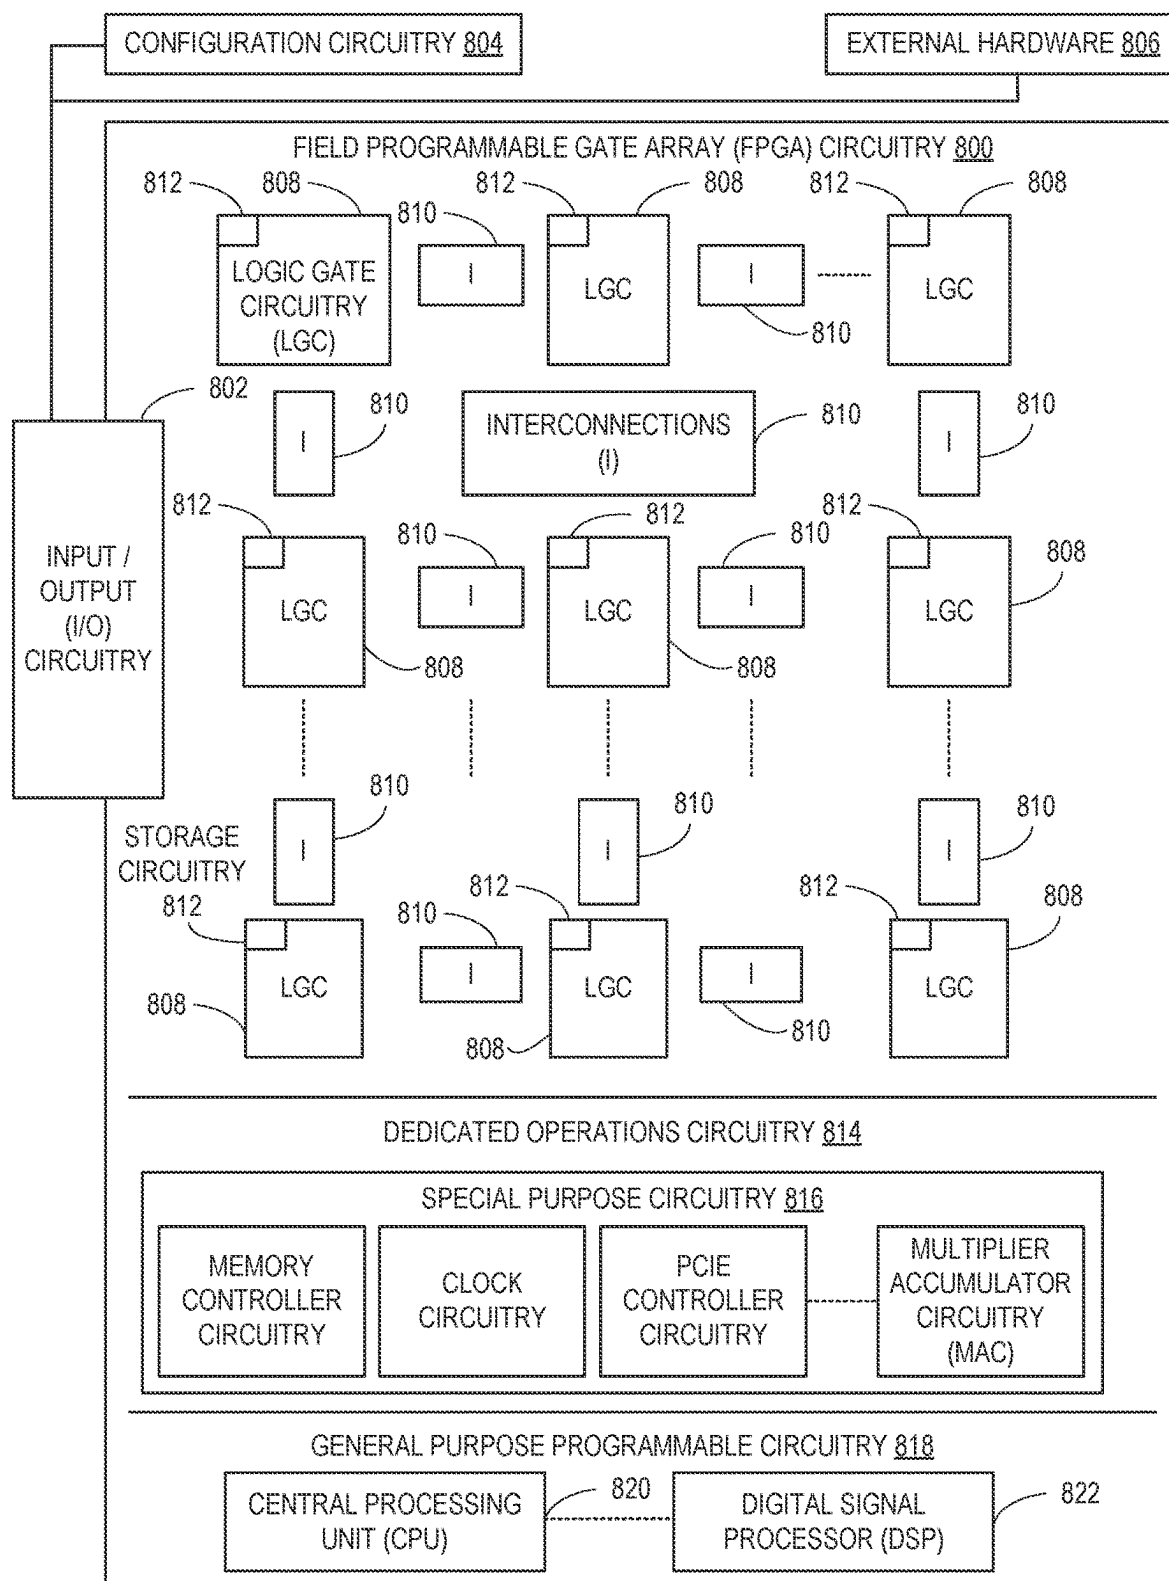 CONFIGURATION CIRCUITRY 804
EXTERNAL HARDWARE 806
FIELD PROGRAMMABLE GATE ARRAY (FPGA) CIRCUITRY 800
812
808
812
808
812
808
810
LOGIC GATE
CIRCUITRY
(LGC)
I
LGC
I
LGC
810
802
810
I
INTERCONNECTIONS
(I)
810
I
810
812
810
812
810
812
808
INPUT /
OUTPUT
(I/O)
CIRCUITRY
LGC
I
LGC
I
LGC
808
808
810
810
810
I
I
I
STORAGE
CIRCUITRY
812
810
812
812
808
LGC
I
LGC
I
LGC
808
808
810
DEDICATED OPERATIONS CIRCUITRY 814
SPECIAL PURPOSE CIRCUITRY 816
MEMORY
CONTROLLER
CIRCUITRY
CLOCK
CIRCUITRY
PCIE
CONTROLLER
CIRCUITRY
MULTIPLIER
ACCUMULATOR
CIRCUITRY
(MAC)
GENERAL PURPOSE PROGRAMMABLE CIRCUITRY 818
CENTRAL PROCESSING
UNIT (CPU)
820
DIGITAL SIGNAL
PROCESSOR (DSP)
822